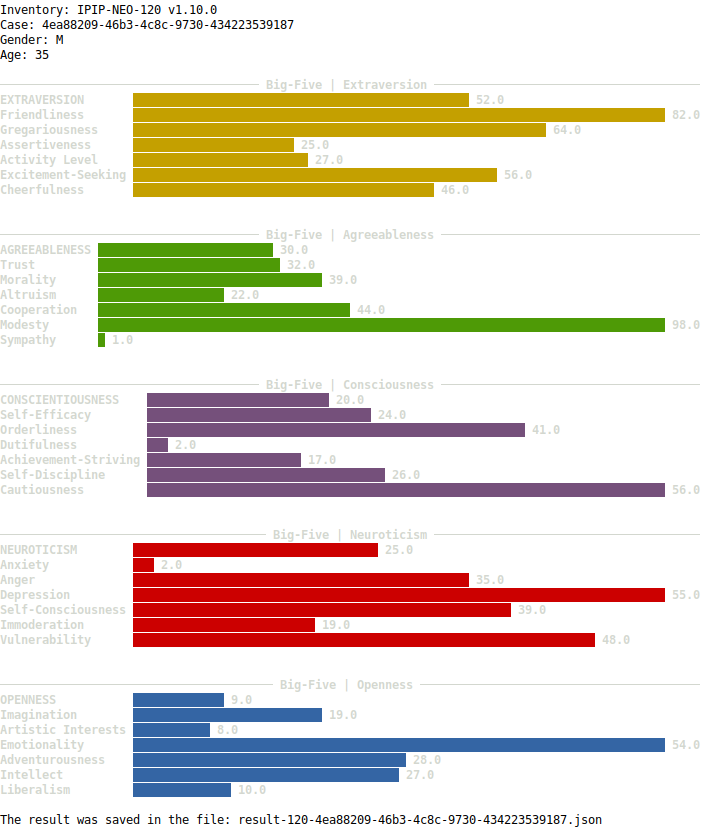 Inventory: IPIP-NEO-120 v1.10.0
Case: 4ea88209-46b3-4c8c-9730-434223539187
Gender: M
Age: 35
Big-Five | Extraversion
EXTRAVERSION 52.0
Friendliness 82.0
Gregariousness 64.0
Assertiveness 25.0
Activity Level 27.0
Excitement-Seeking 56.0
Cheerfulness 46.0
Big-Five | Agreeableness
AGREEABLENESS 30.0
Trust 32.0
Morality 39.0
Altruism 22.0
Cooperation 44.0
Modesty 98.0
Sympathy 1.0
Big-Five | Consciousness
CONSCIENTIOUSNESS 20.0
Self-Efficacy 24.0
Orderliness 41.0
Dutifulness 2.0
Achievement-Striving 17.0
Self-Discipline 26.0
Cautiousness 56.0
Big-Five | Neuroticism
NEUROTICISM 25.0
Anxiety 2.0
Anger 35.0
Depression 55.0
Self-Consciousness 39.0
Immoderation 19.0
Vulnerability 48.0
Big-Five | Openness
OPENNESS 9.0
Imagination 19.0
Artistic Interests 8.0
Emotionality 54.0
Adventurousness 28.0
Intellect 27.0
Liberalism 10.0
The result was saved in the file: result-120-4ea88209-46b3-4c8c-9730-434223539187.json